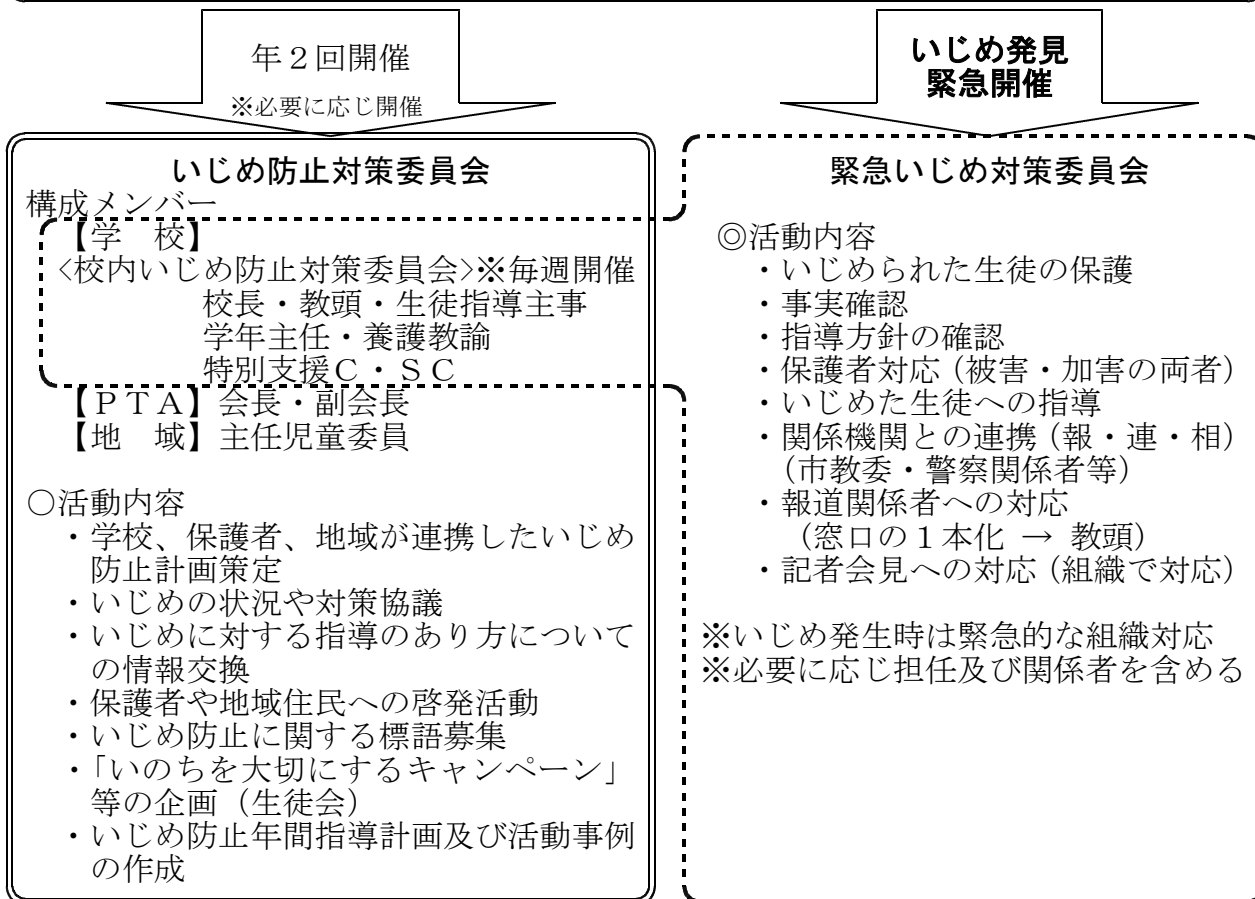 年２回開催
※必要に応じ開催
いじめ発見
緊急開催
いじめ防止対策委員会
構成メンバー
【学　校】
<校内いじめ防止対策委員会>※毎週開催
校長・教頭・生徒指導主事
学年主任・養護教諭
特別支援Ｃ・ＳＣ
【ＰＴＡ】会長・副会長
【地　域】主任児童委員
○活動内容
・学校、保護者、地域が連携したいじめ
防止計画策定
・いじめの状況や対策協議
・いじめに対する指導のあり方について
の情報交換
・保護者や地域住民への啓発活動
・いじめ防止に関する標語募集
・「いのちを大切にするキャンペーン」
等の企画（生徒会）
・いじめ防止年間指導計画及び活動事例
の作成
緊急いじめ対策委員会
◎活動内容
・いじめられた生徒の保護
・事実確認
・指導方針の確認
・保護者対応（被害・加害の両者）
・いじめた生徒への指導
・関係機関との連携（報・連・相）
（市教委・警察関係者等）
・報道関係者への対応
（窓口の１本化 → 教頭）
・記者会見への対応（組織で対応）
※いじめ発生時は緊急的な組織対応
※必要に応じ担任及び関係者を含める